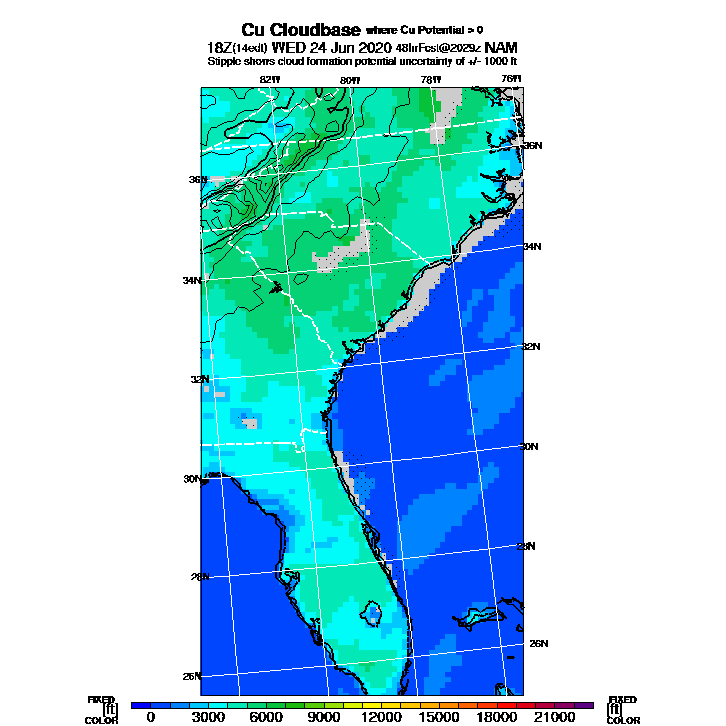 Cu Cloudbase where Cu Potential > 0
18Z(14edt) WED 24 Jun 2020 48hrFcst@2029z NAM
Stipple shows cloud formation potential uncertainty of +/- 1000 ft
82W 80W 78W 76W
36N 36N
34N 34N
32N 32N
30N 30N
28N 28N
26N 26N
FIXED FIXED
[ft] [ft]
COLOR COLOR
0 3000 6000 9000 12000 15000 18000 21000